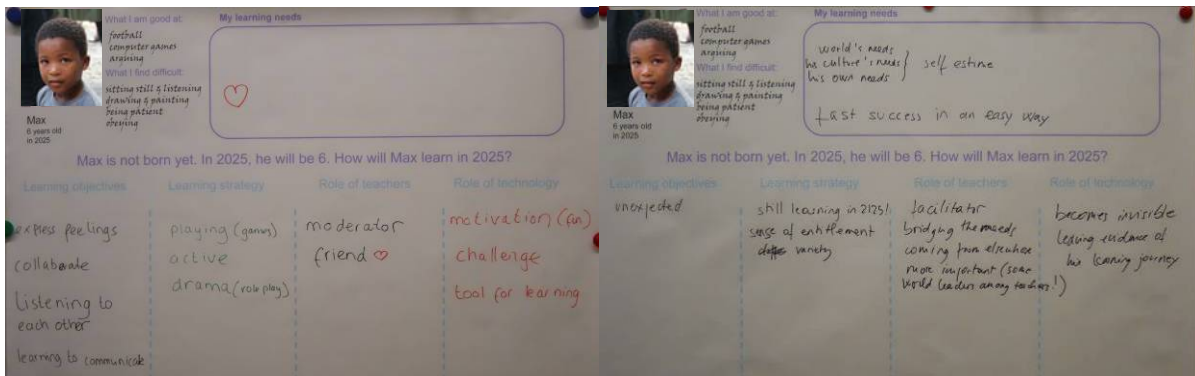 What I am good at:
football
computer games
arguing
What I find difficult:
sitting still & listening
drawing & painting
being patient
obeying
Max
6 years old
in 2025
My learning needs
Max is not born yet. In 2025, he will be 6. How will Max learn in 2025?
Learning objectives
express feelings
collaborate
Listening to
each other
learning to communicate
Learning strategy
playing (games)
active
drama (role play)
Role of teachers
moderator
friend
Role of technology
motivation (fun)
challenge
tool for learning
What I am good at:
football
computer games
arguing
What I find difficult:
sitting still & listening
drawing & painting
being patient
obeying
Max
6 years old
in 2025
My learning needs
world's needs
his culture's needs
his own needs
self estime
fast success in an easy way
Max is not born yet. In 2025, he will be 6. How will Max learn in 2025?
Learning objectives
unexpected
Learning strategy
still learning in 2125!
sense of entitlement
variety
Role of teachers
facilitator
bridging the needs
coming from elsewhere
more important (some
world leaders among teachers!)
Role of technology
becomes invisible
leaving evidence of
his learning journey